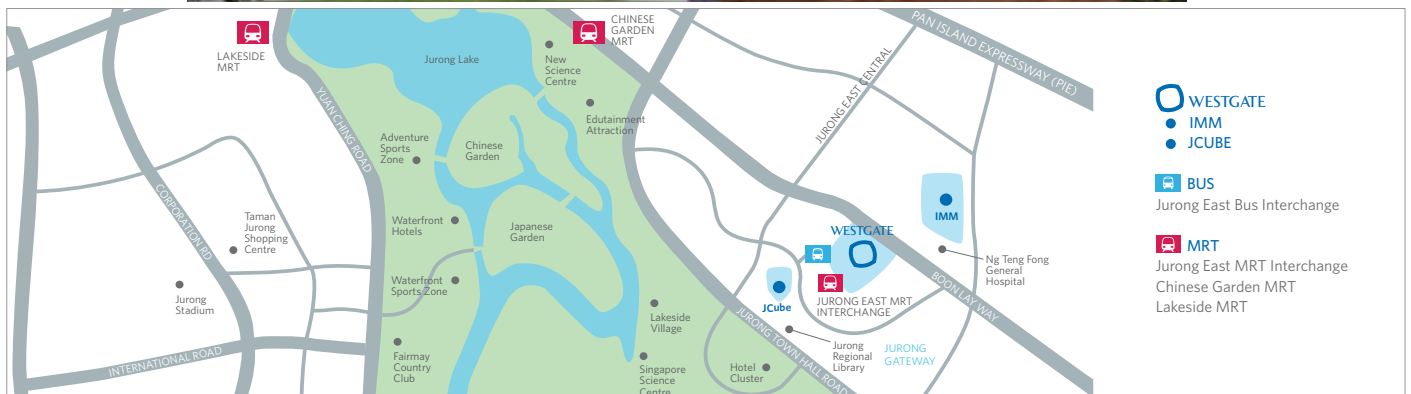 LAKESIDE
MRT
Jurong Lake
CHINESE
GARDEN
MRT
New
Science
Centre
Edutainment
Attraction
Adventure
Sports
Zone
Chinese
Garden
YUAN CHING ROAD
CORPORATION RD
Taman
Jurong
Shopping
Centre
Waterfront
Hotels
Japanese
Garden
Waterfront
Sports Zone
Jurong
Stadium
INTERNATIONAL ROAD
Fairmay
Country
Club
Lakeside
Village
Singapore
Science
Centre
Hotel
Cluster
JURONG EAST CENTRAL
PAN ISLAND EXPRESSWAY (PIE)
IMM
WESTGATE
Ng Teng Fong
General
Hospital
BOON LAY WAY
JCube
JURONG EAST MRT
INTERCHANGE
JURONG TOWN HALL ROAD
Jurong
Regional
Library
JURONG
GATEWAY
WESTGATE
IMM
JCUBE
BUS
Jurong East Bus Interchange
MRT
Jurong East MRT Interchange
Chinese Garden MRT
Lakeside MRT